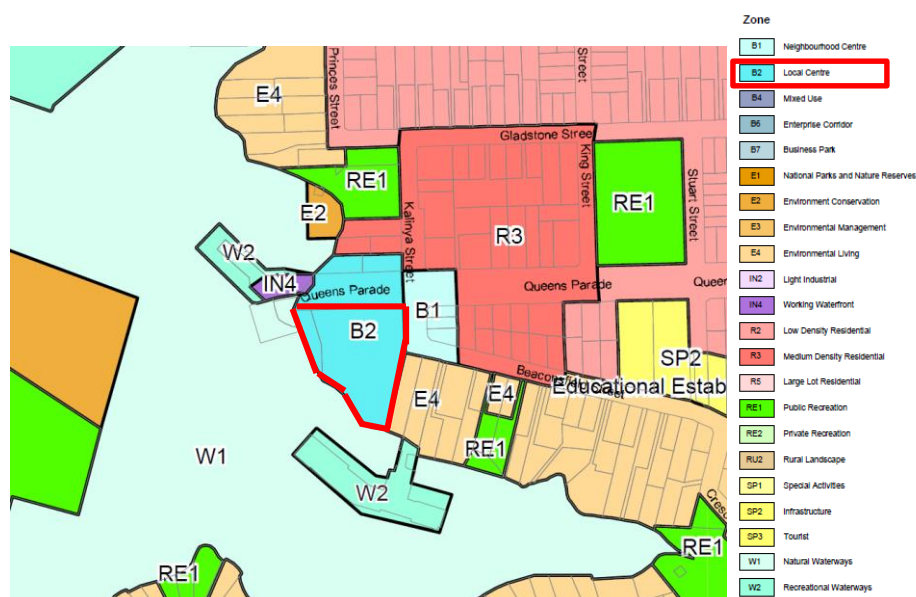 Zone
B1 Neighbourhood Centre
B2 Local Centre
B4 Mixed Use
B6 Enterprise Corridor
B7 Business Park
E1 National Parks and Nature Reserves
E2 Environment Conservation
E3 Environmental Management
E4 Environmental Living
IN2 Light Industrial
IN4 Working Waterfront
R2 Low Density Residential
R3 Medium Density Residential
R5 Large Lot Residential
RE1 Public Recreation
RE2 Private Recreation
RU2 Rural Landscape
SP1 Special Activities
SP2 Infrastructure
SP3 Tourist
W1 Natural Waterways
W2 Recreational Waterways
E4
Princes Street
Street
Gladstone Street
King Street
RE1
RE1
Stuart Street
E2
Kalinya Street
R3
W2
IN4
Queens Parade
Queens Parade
Queen
B1
B2
SP2
Educational Estab
E4
E4
RE1
W1
W2
Cresc
RE1
RE1